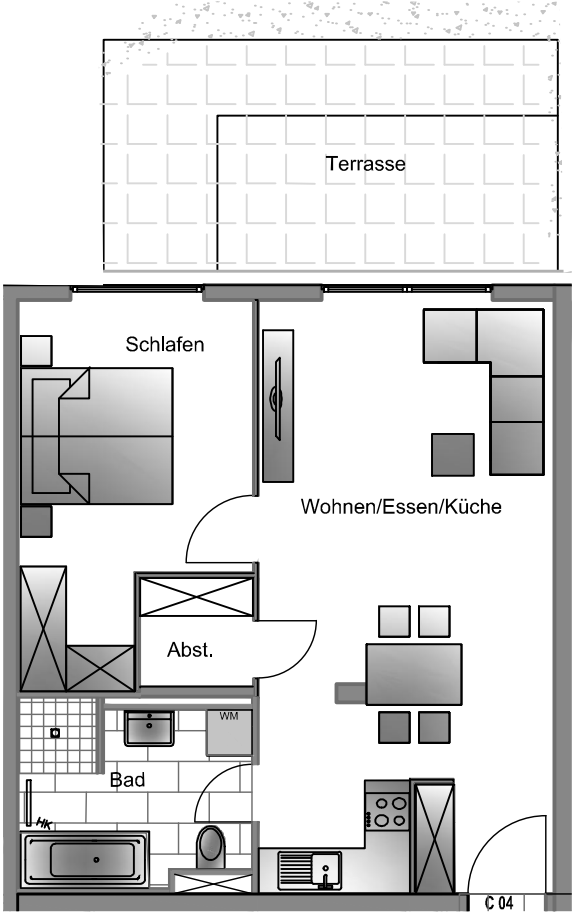 Terrasse
Schlafen
Wohnen/Essen/Küche
Abst.
WM
Bad
HK
C 04